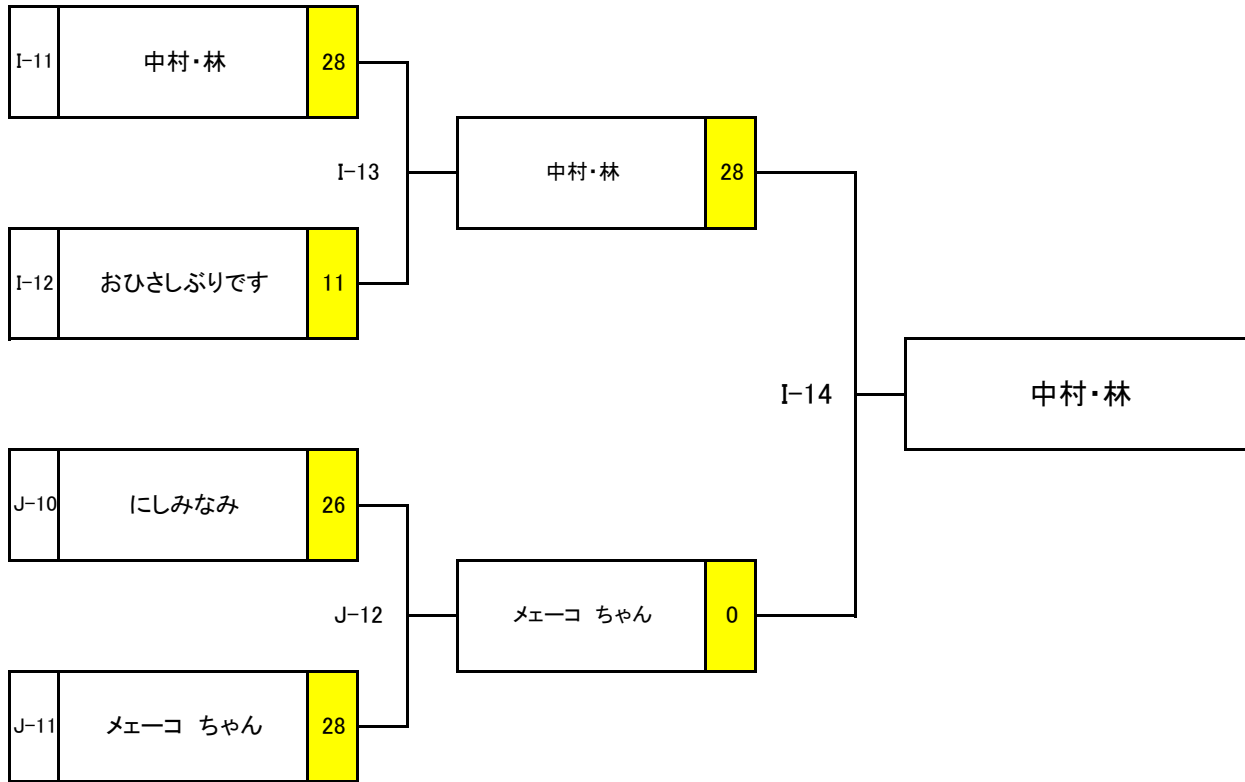 I-11 中村・林 28
I-13 中村・林 28
I-12 おひさしぶりです 11
I-14 中村・林
J-10 にしみなみ 26
J-12 メェーコ ちゃん 0
J-11 メェーコ ちゃん 28